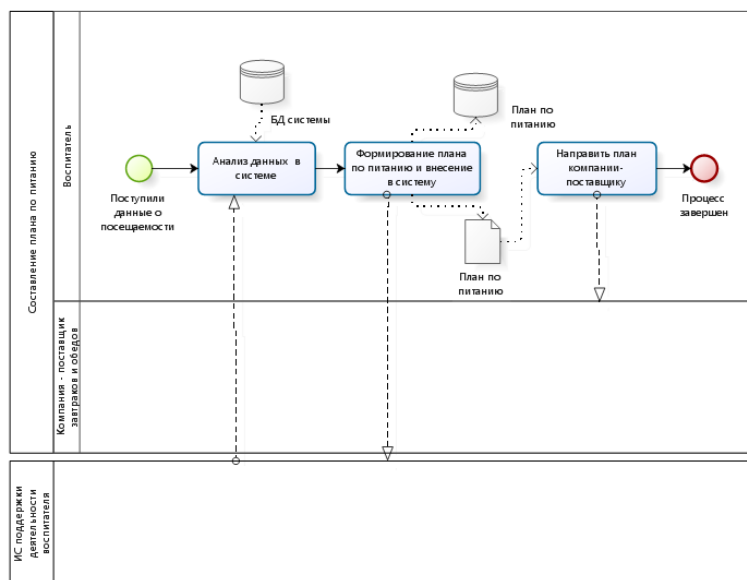 Составление плана по питанию
Воспитатель
БД системы
План по
питанию
Анализ данных в
системе
Формирование плана
по питанию и внесение
в систему
Направить план
компании-
поставщику
Поступили
данные о
посещаемости
Процесс
завершен
План по
питанию
Компания - поставщик
завтраков и обедов
ИС поддержки
деятельности
воспитателя